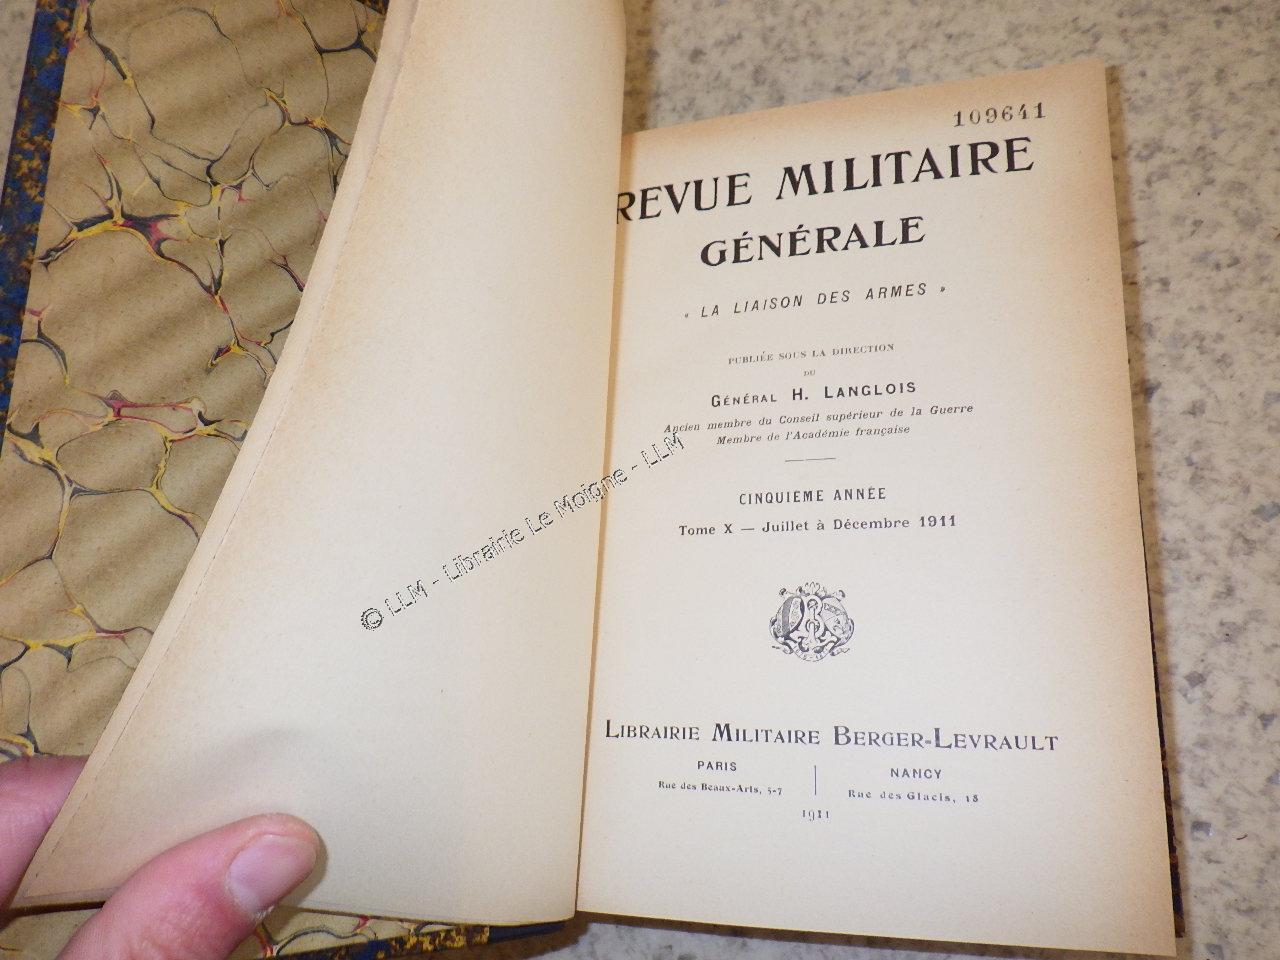 109641
REVUE MILITAIRE
GÉNÉRALE
« LA LIAISON DES ARMES »
PUBLIÉE SOUS LA DIRECTION
DU
GÉNÉRAL H. LANGLOIS
Ancien membre du Conseil supérieur de la Guerre
Membre de l'Académie française
CINQUIÈME ANNÉE
Tome X — Juillet à Décembre 1911
LIBRAIRIE MILITAIRE BERGER-LEVRAULT
PARIS
Rue des Beaux-Arts, 5-7
NANCY
Rue des Glacis, 18
1911
© LLM - Librairie Le Moigne - LLM